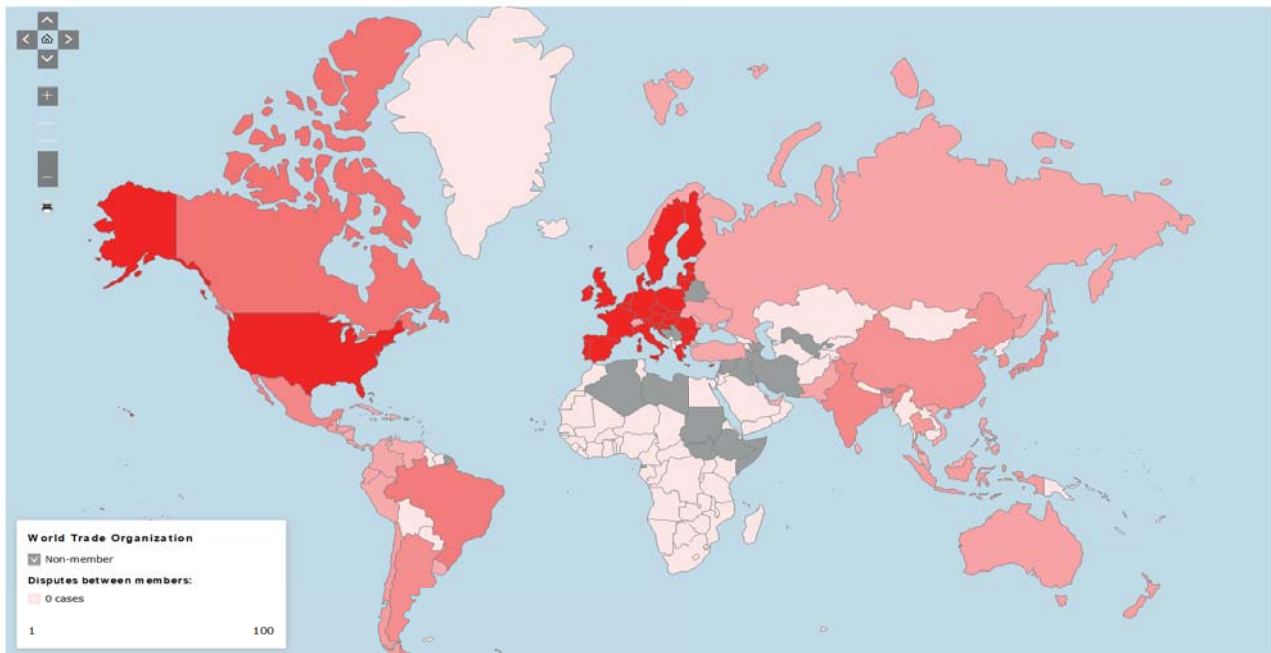 World Trade Organization
Non-member
Disputes between members:
0 cases
1 100